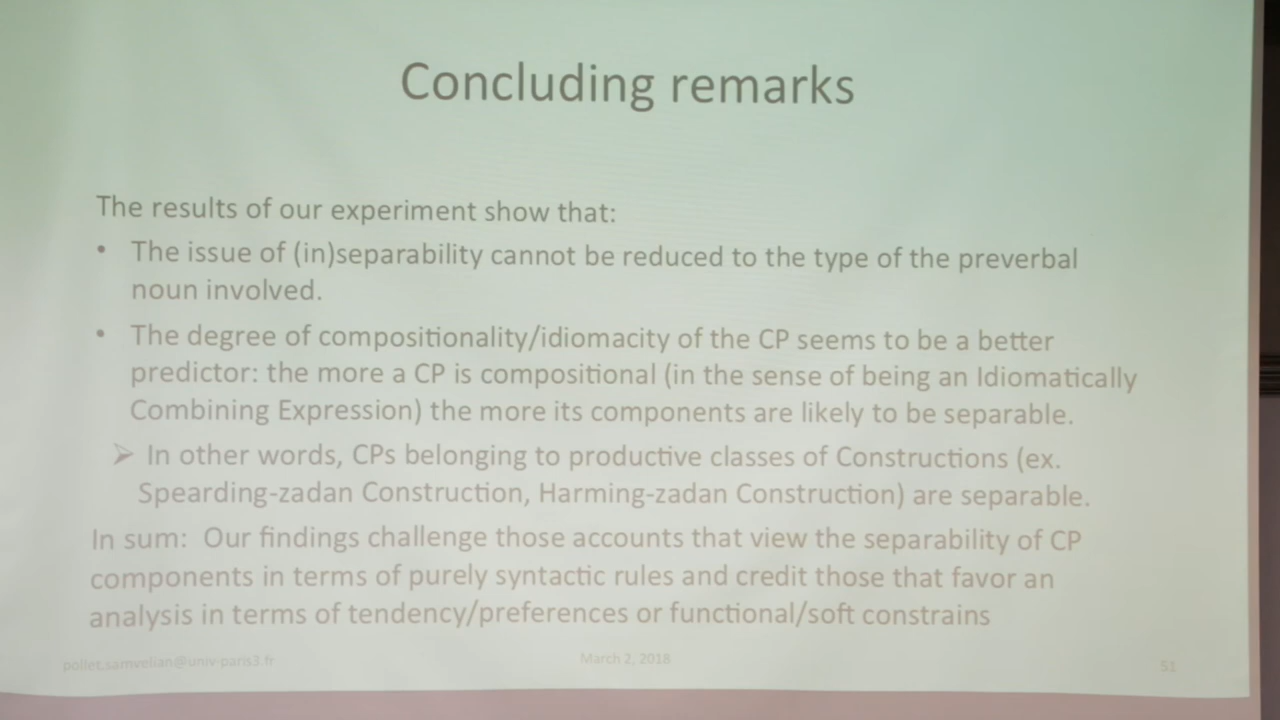 Concluding remarks
The results of our experiment show that:
• The issue of (in)separability cannot be reduced to the type of the preverbal
noun involved.
• The degree of compositionality/idiomacity of the CP seems to be a better
predictor: the more a CP is compositional (in the sense of being an Idiomatically
Combining Expression) the more its components are likely to be separable.
➢ In other words, CPs belonging to productive classes of Constructions (ex.
Spearding-zadan Construction, Harming-zadan Construction) are separable.
In sum: Our findings challenge those accounts that view the separability of CP
components in terms of purely syntactic rules and credit those that favor an
analysis in terms of tendency/preferences or functional/soft constrains
pollet.samvelian@univ-paris3.fr
March 2, 2018
51